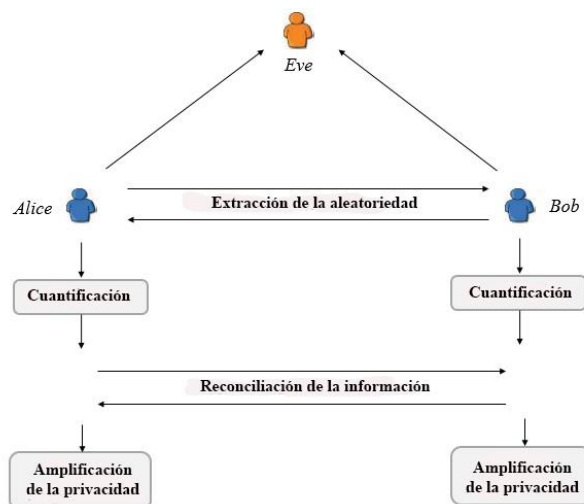 Eve
Extracción de la aleatoriedad
Alice
Bob
Cuantificación
Cuantificación
Reconciliación de la información
Amplificación
de la privacidad
Amplificación
de la privacidad